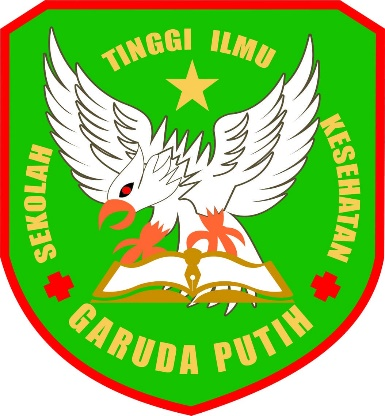 SEKOLAH TINGGI ILMU KESEHATAN
GARUDA PUTIH